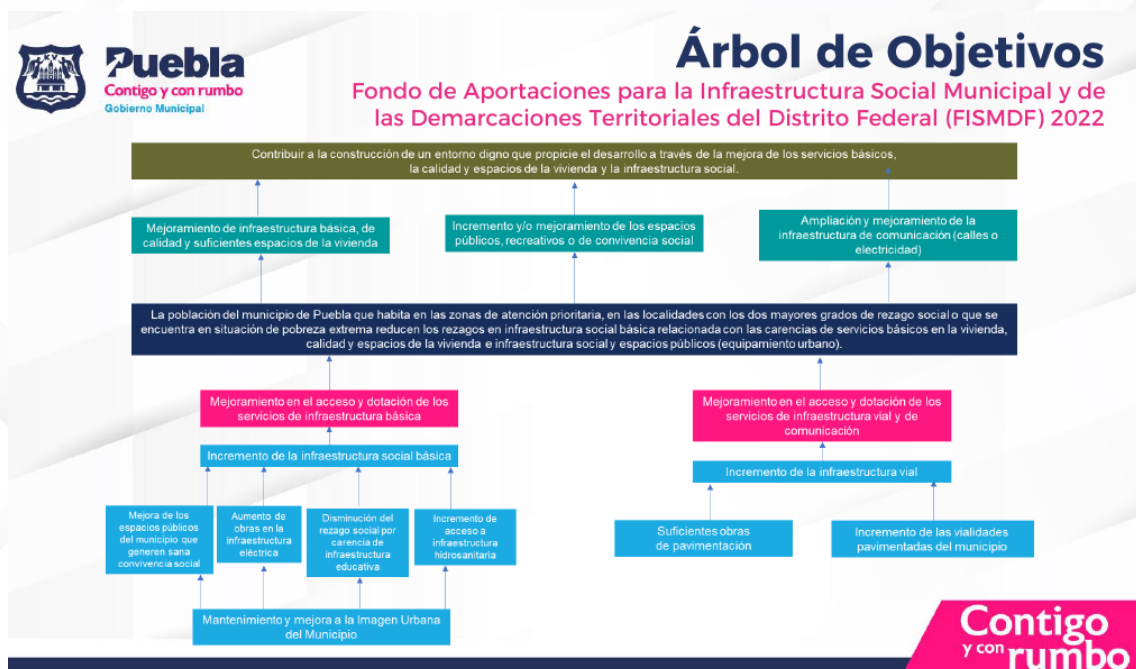 Puebla
Contigo y con rumbo
Gobierno Municipal
Árbol de Objetivos
Fondo de Aportaciones para la Infraestructura Social Municipal y de
las Demarcaciones Territoriales del Distrito Federal (FISMDF) 2022
Contribuir a la construcción de un entorno digno que propicie el desarrollo a través de la mejora de los servicios básicos,
la calidad y espacios de la vivienda y la infraestructura social.
Mejoramiento de infraestructura básica, de
calidad y suficientes espacios de la vivienda
Incremento y/o mejoramiento de los espacios
públicos, recreativos o de convivencia social
Ampliación y mejoramiento de la
infraestructura de comunicación (calles o
electricidad)
La población del municipio de Puebla que habita en las zonas de atención prioritaria, en las localidades con los dos mayores grados de rezago social o que se
encuentra en situación de pobreza extrema reducen los rezagos en infraestructura social básica relacionada con las carencias de servicios básicos en la vivienda,
calidad y espacios de la vivienda e infraestructura social y espacios públicos (equipamiento urbano).
Mejoramiento en el acceso y dotación de los
servicios de infraestructura básica
Mejoramiento en el acceso y dotación de los
servicios de infraestructura vial y de
comunicación
Incremento de la infraestructura social básica
Incremento de la infraestructura vial
Mejora de los
espacios públicos
del municipio que
generen sana
convivencia social
Aumento de
obras en la
infraestructura
eléctrica
Disminución del
rezago social por
carencia de
infraestructura
educativa
Incremento de
acceso a
infraestructura
hidrosanitaria
Suficientes obras
de pavimentación
Incremento de las vialidades
pavimentadas del municipio
Mantenimiento y mejora a la Imagen Urbana
del Municipio
Contigo
y con rumbo